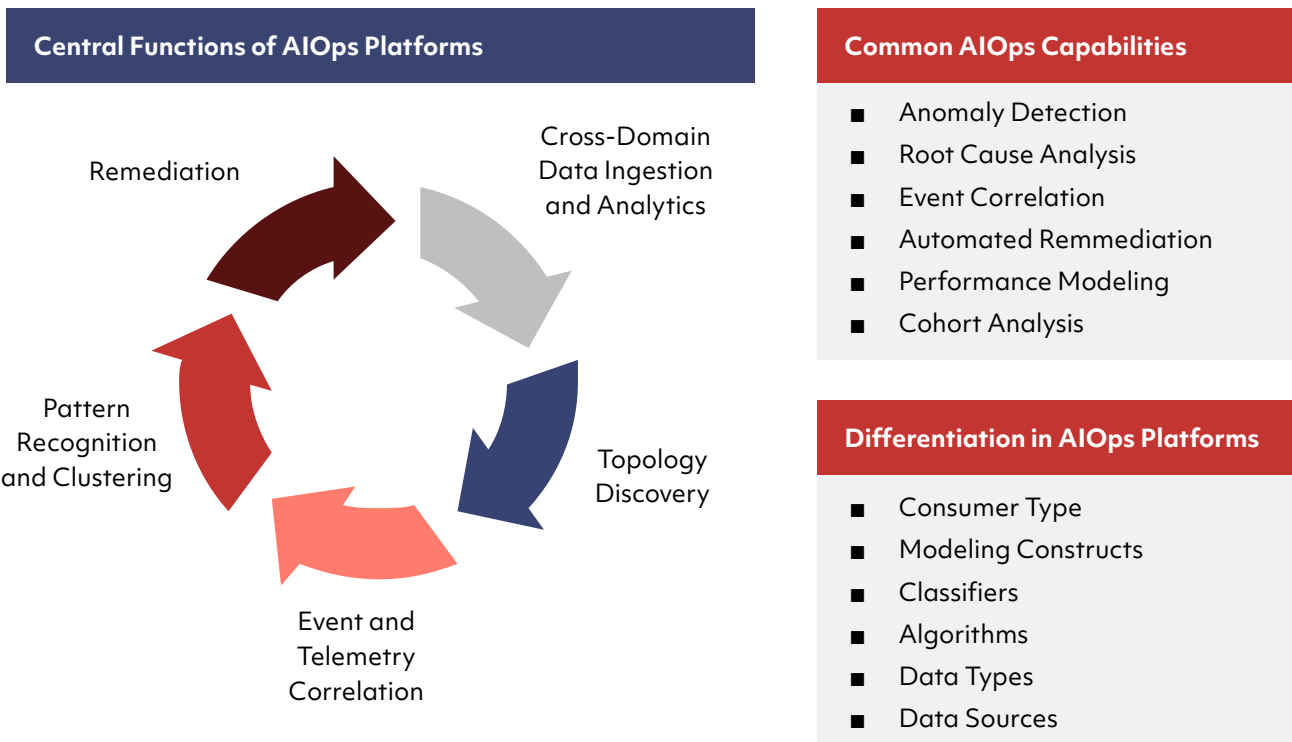 Central Functions of AIOps Platforms
Remediation
Cross-Domain
Data Ingestion
and Analytics
Topology
Discovery
Event and
Telemetry
Correlation
Pattern
Recognition
and Clustering
Common AIOps Capabilities
■ Anomaly Detection
■ Root Cause Analysis
■ Event Correlation
■ Automated Remmediation
■ Performance Modeling
■ Cohort Analysis
Differentiation in AIOps Platforms
■ Consumer Type
■ Modeling Constructs
■ Classifiers
■ Algorithms
■ Data Types
■ Data Sources